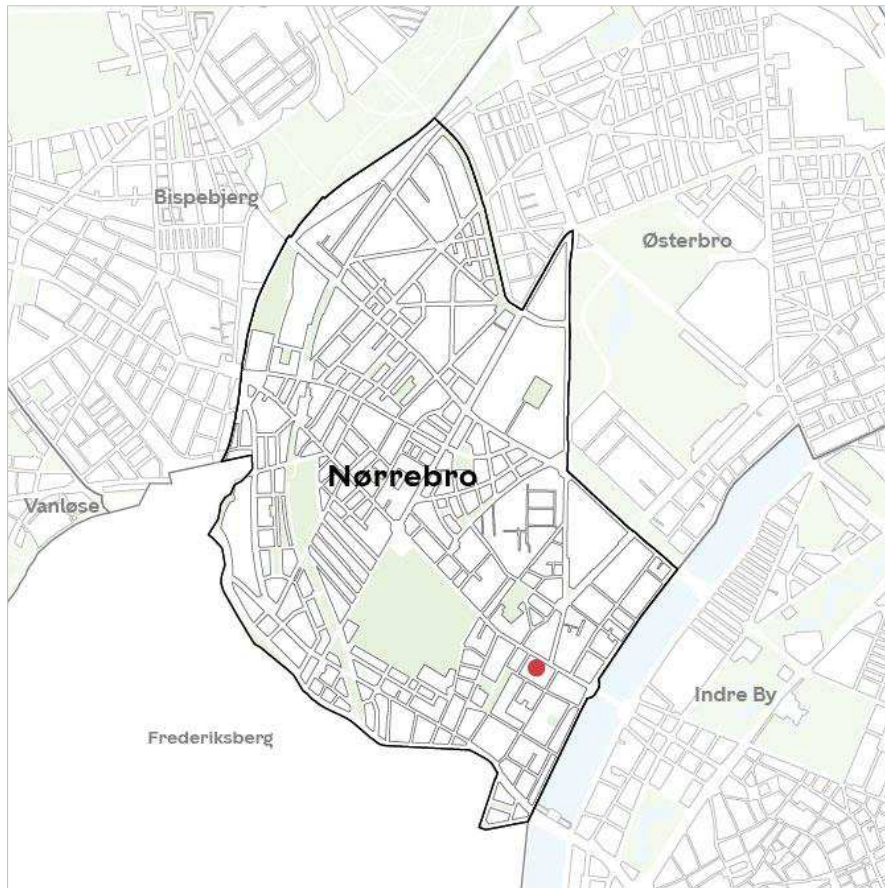 Bispebjerg
Østerbro
Nørrebro
Vanløse
Indre By
Frederiksberg